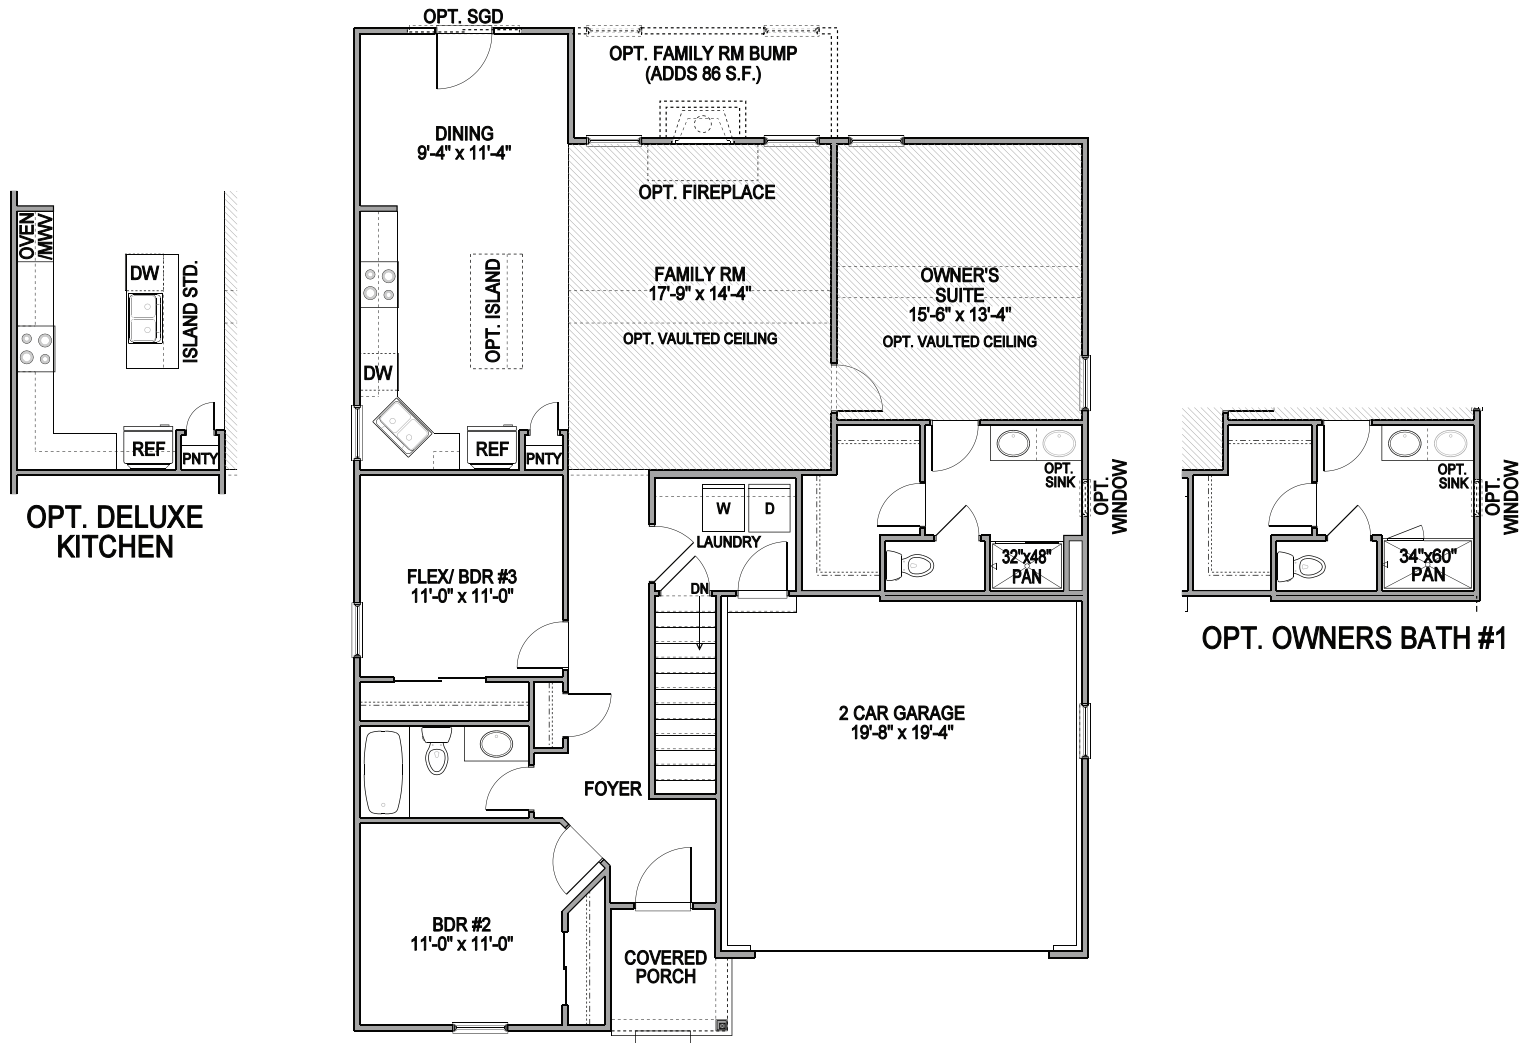 OPT. SGD
OPT. FAMILY RM BUMP
(ADDS 86 S.F.)
DINING
9'-4" x 11'-4"
OPT. FIREPLACE
FAMILY RM
17'-9" x 14'-4"
OPT. VAULTED CEILING
OWNER'S
SUITE
15'-6" x 13'-4"
OPT. VAULTED CEILING
OPT. ISLAND
DW
REF
PNTY
OVEN
/MWV
DW
ISLAND STD.
REF
PNTY
OPT. DELUXE
KITCHEN
W
D
LAUNDRY
DN
OPT.
SINK
OPT.
WINDOW
32"x48"
PAN
OPT.
SINK
OPT.
WINDOW
34"x60"
PAN
OPT. OWNERS BATH #1
FLEX/ BDR #3
11'-0" x 11'-0"
2 CAR GARAGE
19'-8" x 19'-4"
FOYER
BDR #2
11'-0" x 11'-0"
COVERED
PORCH